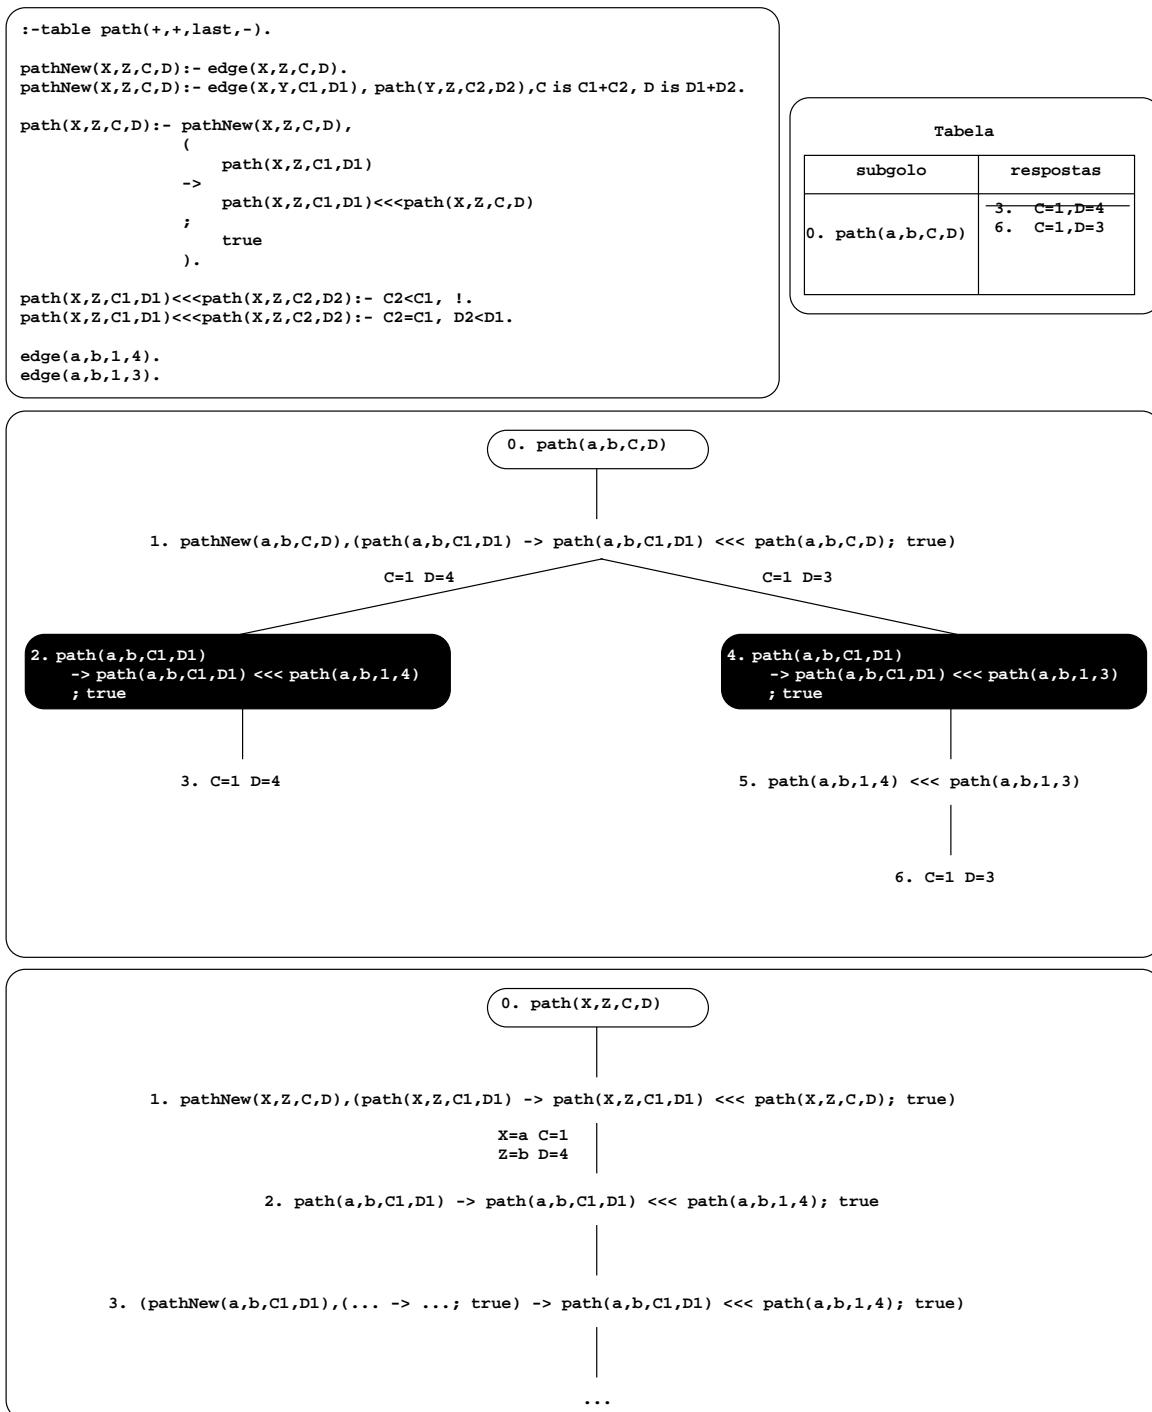 :-table path(+,+,last,-).
pathNew(X,Z,C,D):- edge(X,Z,C,D).
pathNew(X,Z,C,D):- edge(X,Y,C1,D1), path(Y,Z,C2,D2),C is C1+C2, D is D1+D2.
path(X,Z,C,D):- pathNew(X,Z,C,D),
(
path(X,Z,C1,D1)
->
path(X,Z,C1,D1)<<<path(X,Z,C,D)
;
true
).
path(X,Z,C1,D1)<<<path(X,Z,C2,D2):- C2<C1, !.
path(X,Z,C1,D1)<<<path(X,Z,C2,D2):- C2=C1, D2<D1.
edge(a,b,1,4).
edge(a,b,1,3).
Tabela
subgolo respostas
3. C=1,D=4
0. path(a,b,C,D) 6. C=1,D=3
0. path(a,b,C,D)
1. pathNew(a,b,C,D),(path(a,b,C1,D1) -> path(a,b,C1,D1) <<< path(a,b,C,D); true)
C=1 D=4 C=1 D=3
2. path(a,b,C1,D1)
-> path(a,b,C1,D1) <<< path(a,b,1,4)
; true
4. path(a,b,C1,D1)
-> path(a,b,C1,D1) <<< path(a,b,1,3)
; true
3. C=1 D=4
5. path(a,b,1,4) <<< path(a,b,1,3)
6. C=1 D=3
0. path(X,Z,C,D)
1. pathNew(X,Z,C,D),(path(X,Z,C1,D1) -> path(X,Z,C1,D1) <<< path(X,Z,C,D); true)
X=a C=1
Z=b D=4
2. path(a,b,C1,D1) -> path(a,b,C1,D1) <<< path(a,b,1,4); true
3. (pathNew(a,b,C1,D1),(... -> ...; true) -> path(a,b,C1,D1) <<< path(a,b,1,4); true)
...